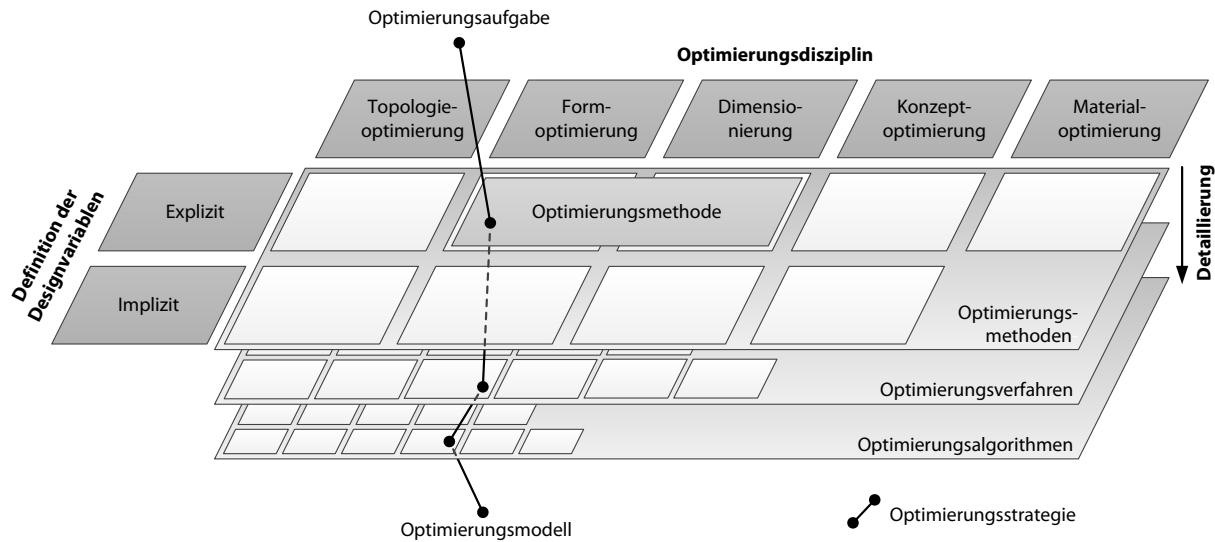 Optimierungsaufgabe
Optimierungsdisziplin
Topologie-
optimierung
Form-
optimierung
Dimensio-
nierung
Konzept-
optimierung
Material-
optimierung
Definition der
Designvariablen
Explizit
Implizit
Optimierungsmethode
Detaillierung
Optimierungs-
methoden
Optimierungsverfahren
Optimierungsalgorithmen
Optimierungsmodell
Optimierungsstrategie